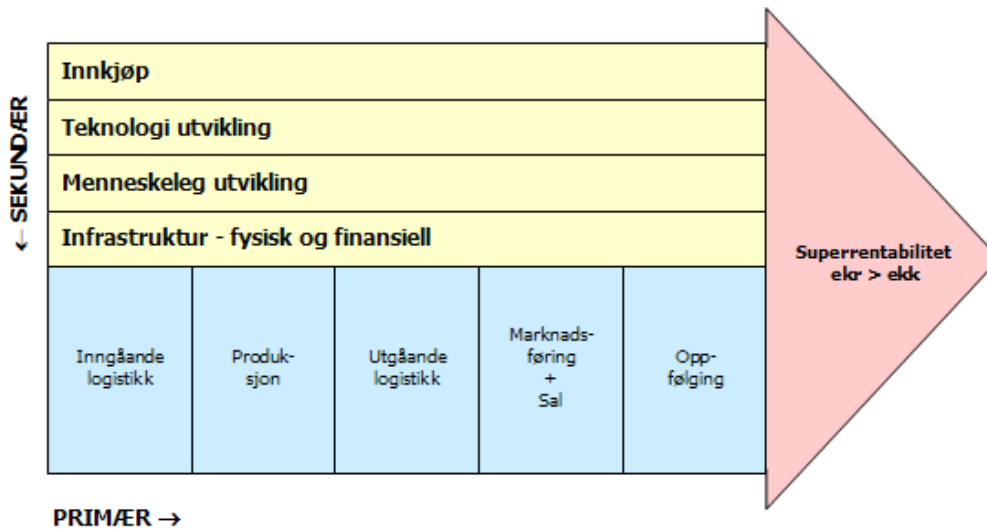 ← SEKUNDÆR
Innkjøp
Teknologi utvikling
Menneskeleg utvikling
Infrastruktur - fysisk og finansiell
Inngåande
logistikk
Produk-
sjon
Utgåande
logistikk
Marknads-
føring
+
Sal
Opp-
følging
Superrentabilitet
ekr > ekk
PRIMÆR →